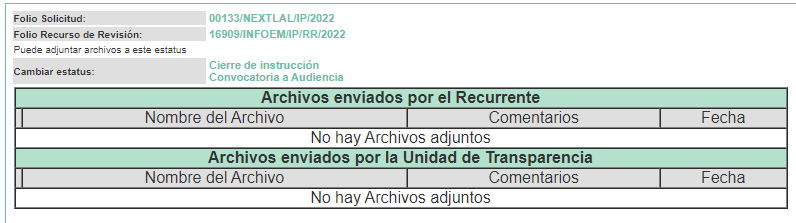 Folio Solicitud: 00133/NEXTLAL/IP/2022
Folio Recurso de Revisión: 16909/INFOEM/IP/RR/2022
Puede adjuntar archivos a este estatus
Cambiar estatus: Cierre de instrucción
Convocatoria a Audiencia
Archivos enviados por el Recurrente
Nombre del Archivo Comentarios Fecha
No hay Archivos adjuntos
Archivos enviados por la Unidad de Transparencia
Nombre del Archivo Comentarios Fecha
No hay Archivos adjuntos